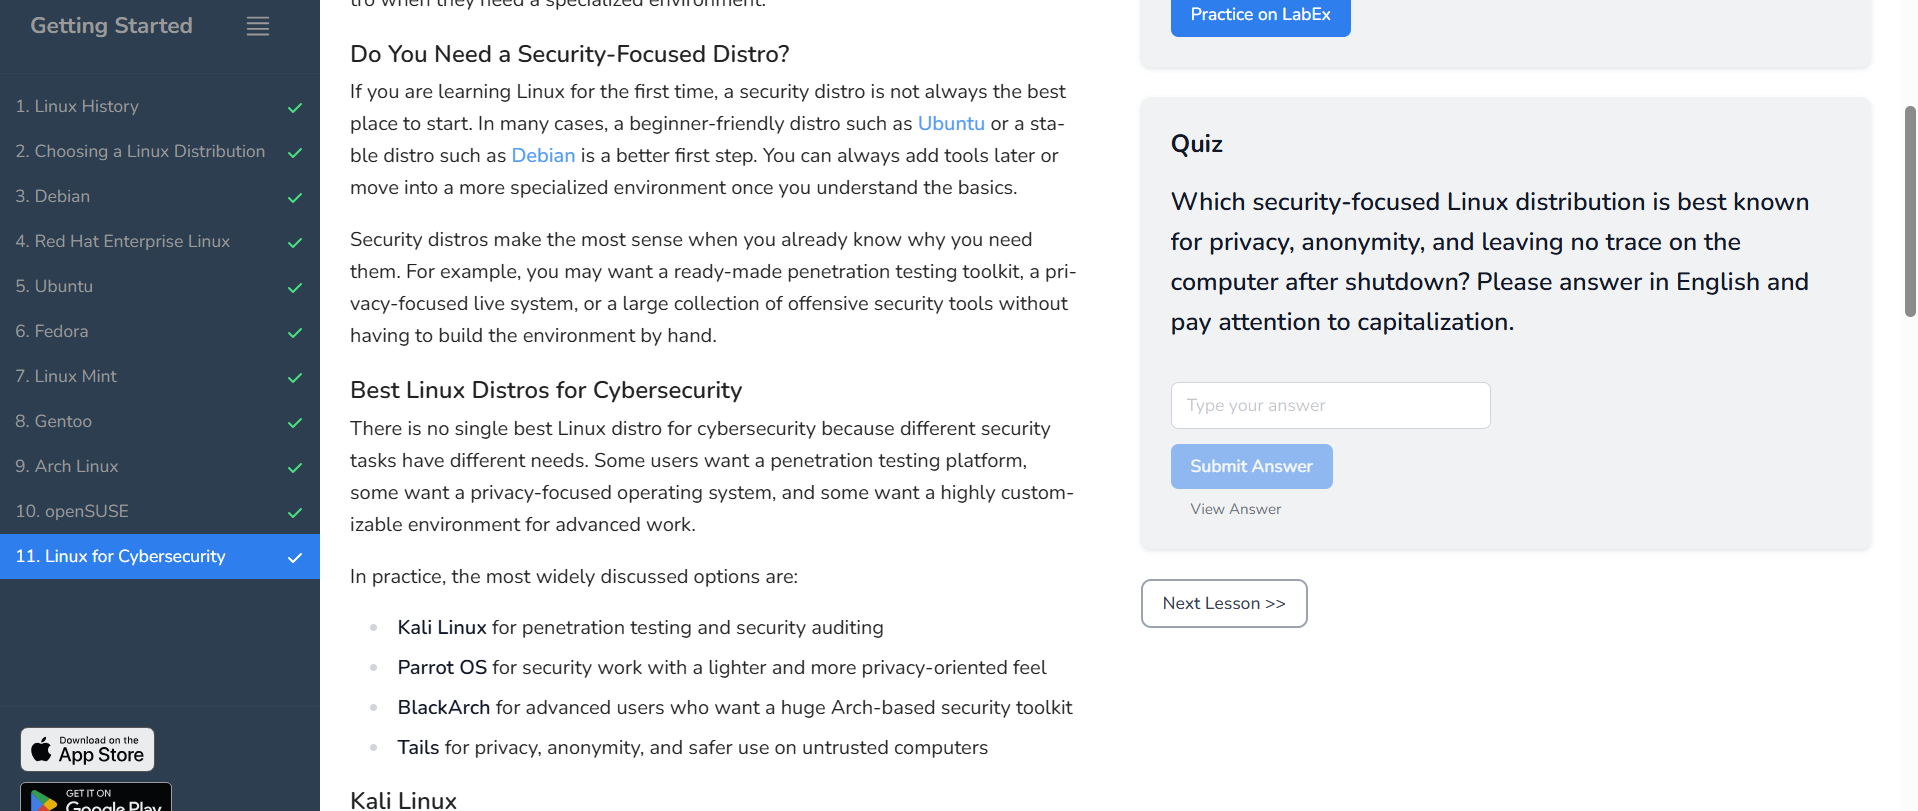 Getting Started
1. Linux History
2. Choosing a Linux Distribution
3. Debian
4. Red Hat Enterprise Linux
5. Ubuntu
6. Fedora
7. Linux Mint
8. Gentoo
9. Arch Linux
10. openSUSE
11. Linux for Cybersecurity
Download on the
App Store
GET IT ON
Google Play
tro when they need a specialized environment.
Do You Need a Security-Focused Distro?
If you are learning Linux for the first time, a security distro is not always the best
place to start. In many cases, a beginner-friendly distro such as Ubuntu or a sta-
ble distro such as Debian is a better first step. You can always add tools later or
move into a more specialized environment once you understand the basics.
Security distros make the most sense when you already know why you need
them. For example, you may want a ready-made penetration testing toolkit, a pri-
vacy-focused live system, or a large collection of offensive security tools without
having to build the environment by hand.
Best Linux Distros for Cybersecurity
There is no single best Linux distro for cybersecurity because different security
tasks have different needs. Some users want a penetration testing platform,
some want a privacy-focused operating system, and some want a highly custom-
izable environment for advanced work.
In practice, the most widely discussed options are:
Kali Linux for penetration testing and security auditing
Parrot OS for security work with a lighter and more privacy-oriented feel
BlackArch for advanced users who want a huge Arch-based security toolkit
Tails for privacy, anonymity, and safer use on untrusted computers
Kali Linux
Practice on LabEx
Quiz
Which security-focused Linux distribution is best known
for privacy, anonymity, and leaving no trace on the
computer after shutdown? Please answer in English and
pay attention to capitalization.
Type your answer
Submit Answer
View Answer
Next Lesson >>